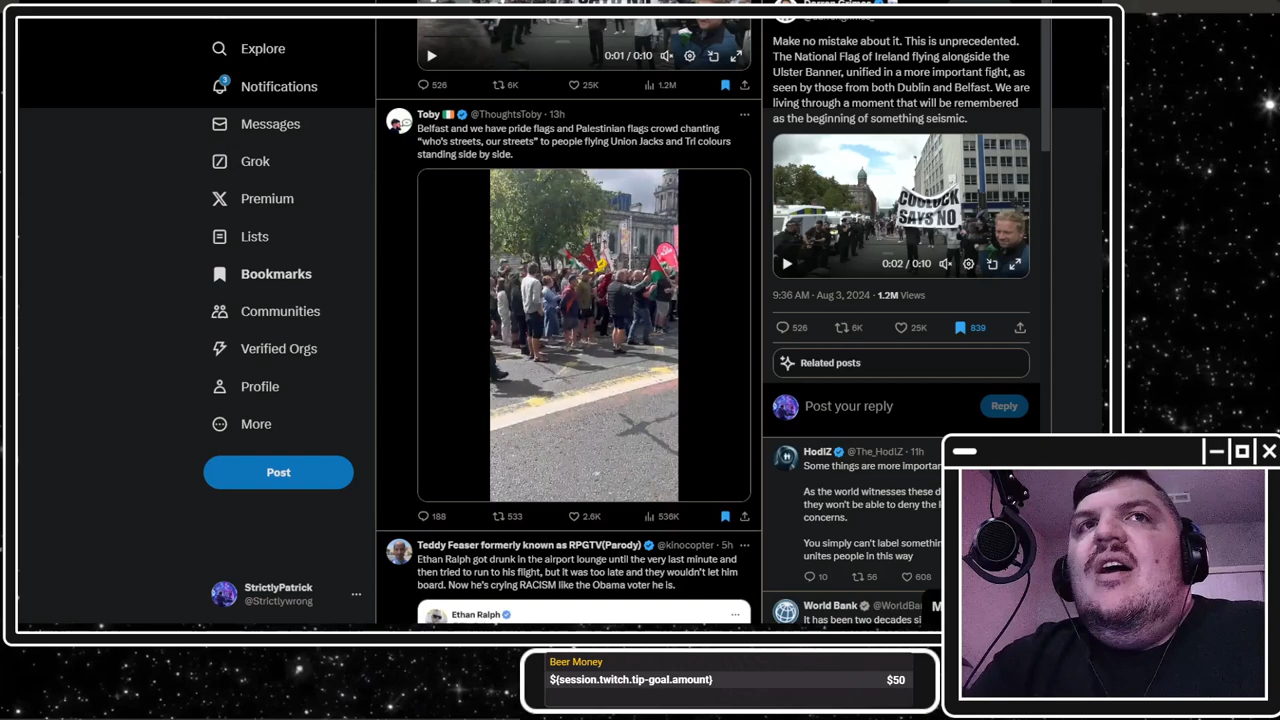 Explore
3
Notifications
Messages
Grok
Premium
Lists
Bookmarks
Communities
Verified Orgs
Profile
More
Post
StrictlyPatrick
@Strictlywrong
0:01 / 0:10
526
6K
25K
1.2M
Toby @ThoughtsToby · 13h
Belfast and we have pride flags and Palestinian flags crowd chanting
“who's streets, our streets” to people flying Union Jacks and Tri colours
standing side by side.
188
533
2.6K
536K
Teddy Feaser formerly known as RPGTV(Parody) @kinocopter · 5h
Ethan Ralph got drunk in the airport lounge until the very last minute and
then tried to run to his flight, but it was too late and they wouldn't let him
board. Now he's crying RACISM like the Obama voter he is.
Ethan Ralph
Make no mistake about it. This is unprecedented.
The National Flag of Ireland flying alongside the
Ulster Banner, unified in a more important fight, as
seen by those from both Dublin and Belfast. We are
living through a moment that will be remembered
as the beginning of something seismic.
COOLOCK
SAYS NO
0:02 / 0:10
9:36 AM · Aug 3, 2024 · 1.2M Views
526
6K
25K
839
Related posts
Post your reply
Reply
HodlZ @The_HodlZ · 11h
Some things are more importan
As the world witnesses these d
they won't be able to deny the l
concerns.
You simply can't label somethin
unites people in this way
10
56
608
World Bank @WorldBa
It has been two decades si
M
Beer Money
${session.twitch.tip-goal.amount}
$50